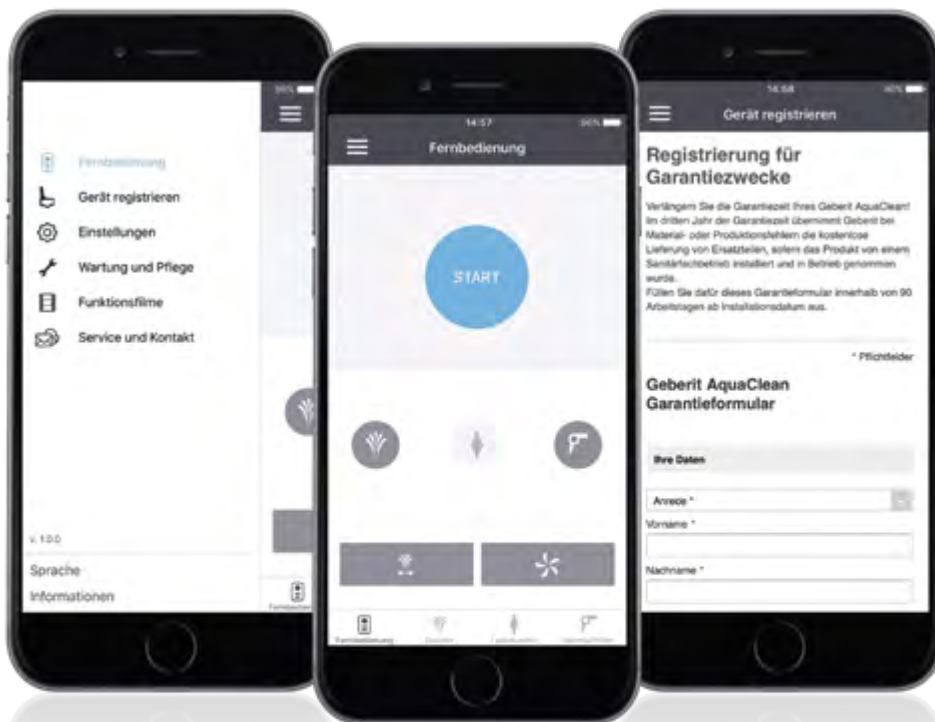 Fernbedienung
Gerät registrieren
Einstellungen
Wartung und Pflege
Funktionsfilme
Service und Kontakt
v. 1.0.0
Sprache
Informationen
14:57
96%
Fernbedienung
START
Fernbedienung
14:58
Gerät registrieren
Registrierung für
Garantiezwecke
Verlängern Sie die Garantiezeit Ihres Geberit AquaClean!
Im dritten Jahr der Garantiezeit übernimmt Geberit bei
Material- oder Produktionsfehlern die kostenlose
Lieferung von Ersatzteilen, sofern das Produkt von einem
Sanitärfachbetrieb installiert und in Betrieb genommen
wurde.
Füllen Sie dafür dieses Garantieformular innerhalb von 90
Arbeitstagen ab Installationsdatum aus.
* Pflichtfelder
Geberit AquaClean
Garantieformular
Ihre Daten
Anrede *
Vorname *
Nachname *